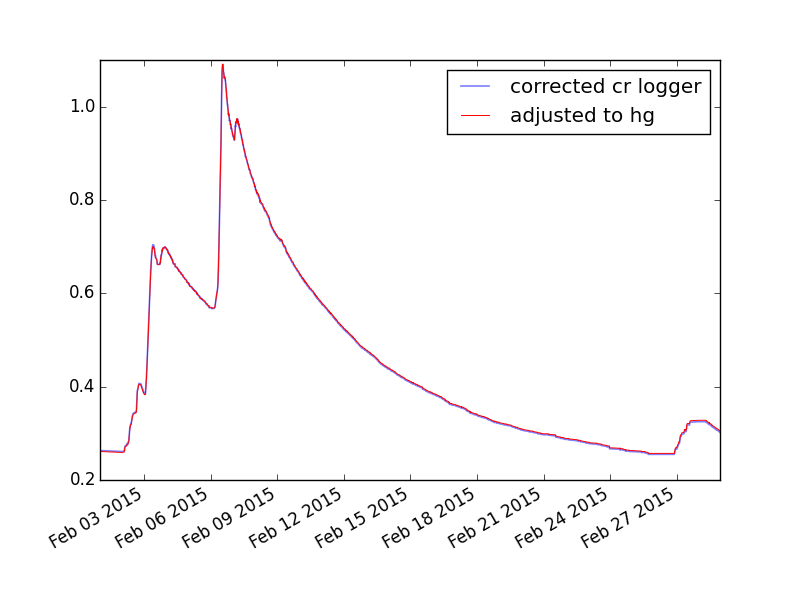 corrected cr logger
adjusted to hg
1.0
0.8
0.6
0.4
0.2
Feb 03 2015
Feb 06 2015
Feb 09 2015
Feb 12 2015
Feb 15 2015
Feb 18 2015
Feb 21 2015
Feb 24 2015
Feb 27 2015